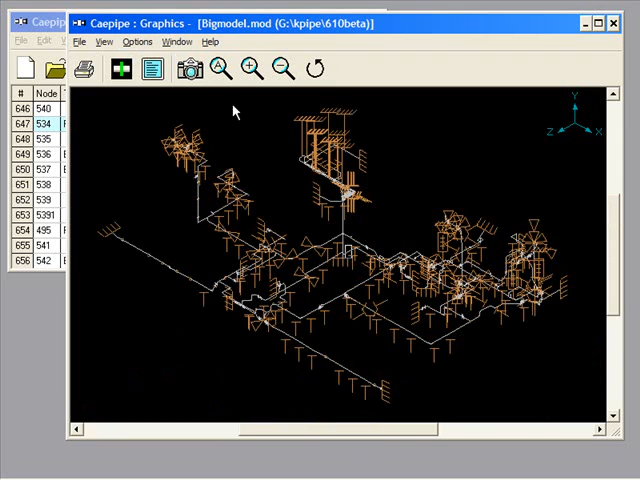 Caepipe
Caepipe : Graphics - [Bigmodel.mod (G:\kpipe\610beta)]
File Edit
File View Options Window Help
# Node
646 540
647 534
648 535
649 536
650 537
651 538
652 539
653 5391
654 495
655 541
656 542
Y
Z X